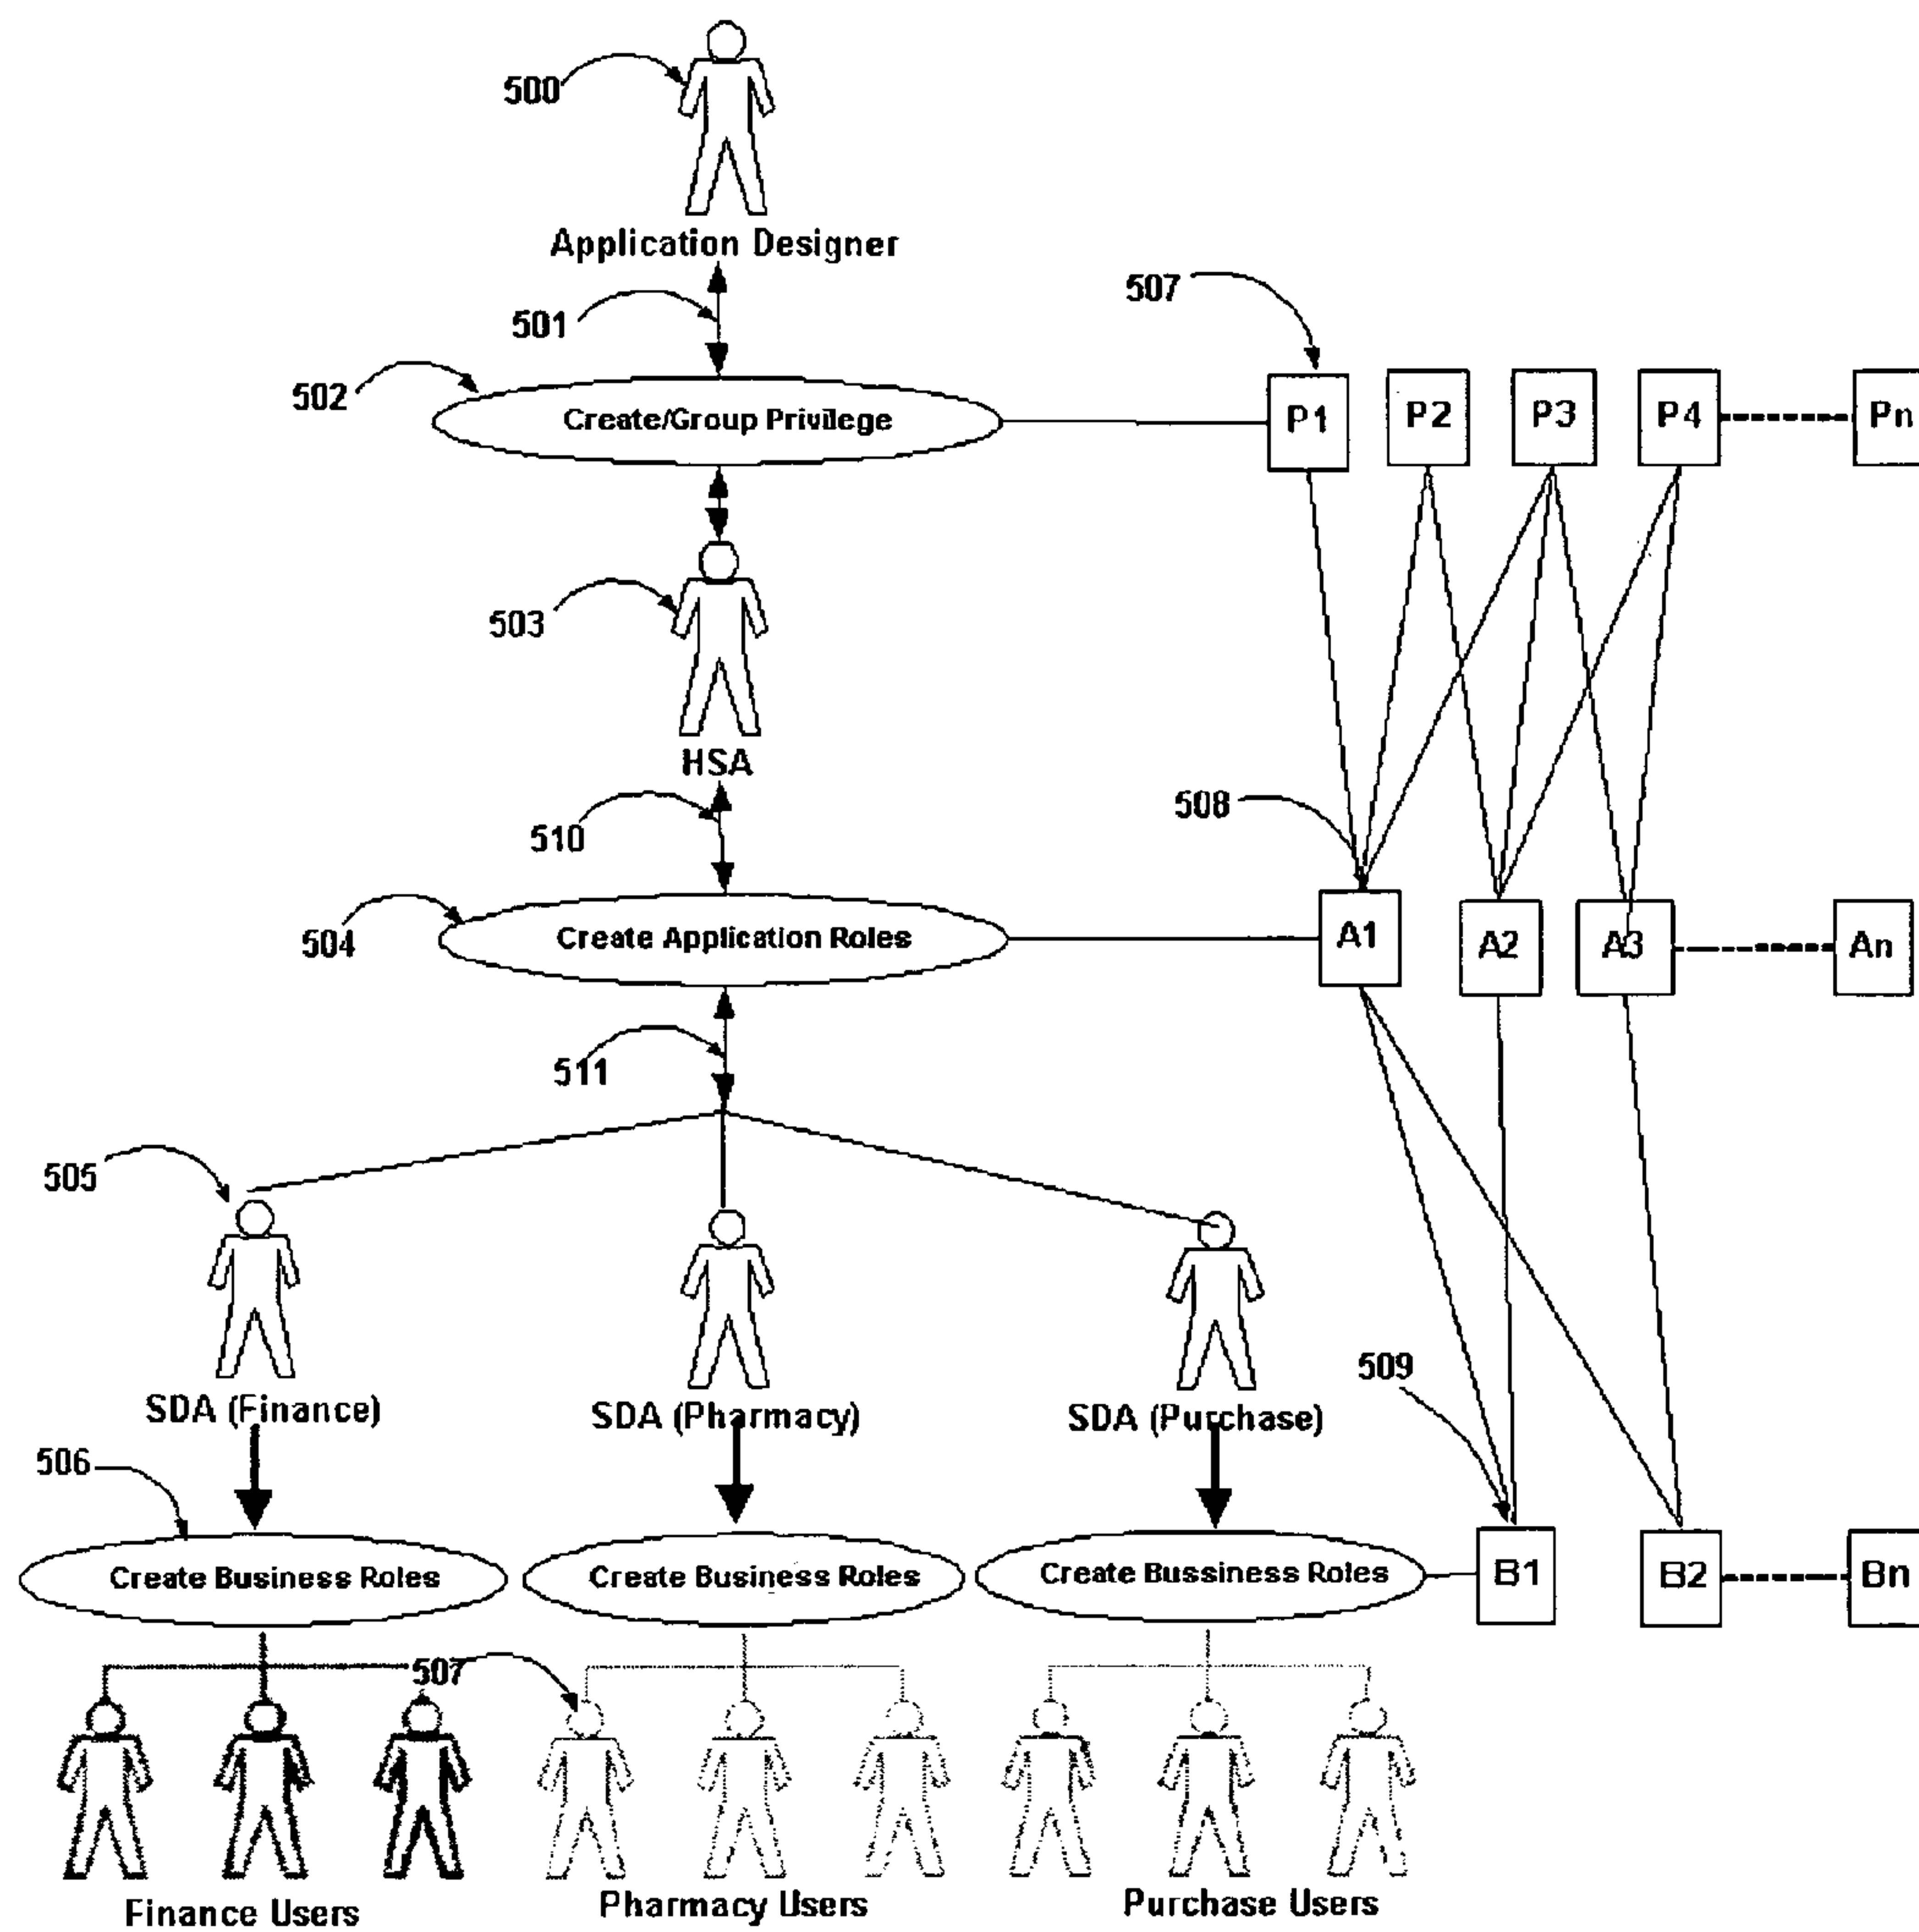 500
Application Designer
501
507
502
Create/Group Privilege
P1
P2
P3
P4
Pn
503
HSA
510
508
504
Create Application Roles
A1
A2
A3
An
511
505
SDA (Finance)
SDA (Pharmacy)
SDA (Purchase)
509
506
Create Business Roles
Create Business Roles
Create Bussiness Roles
B1
B2
Bn
507
Finance Users
Pharmacy Users
Purchase Users